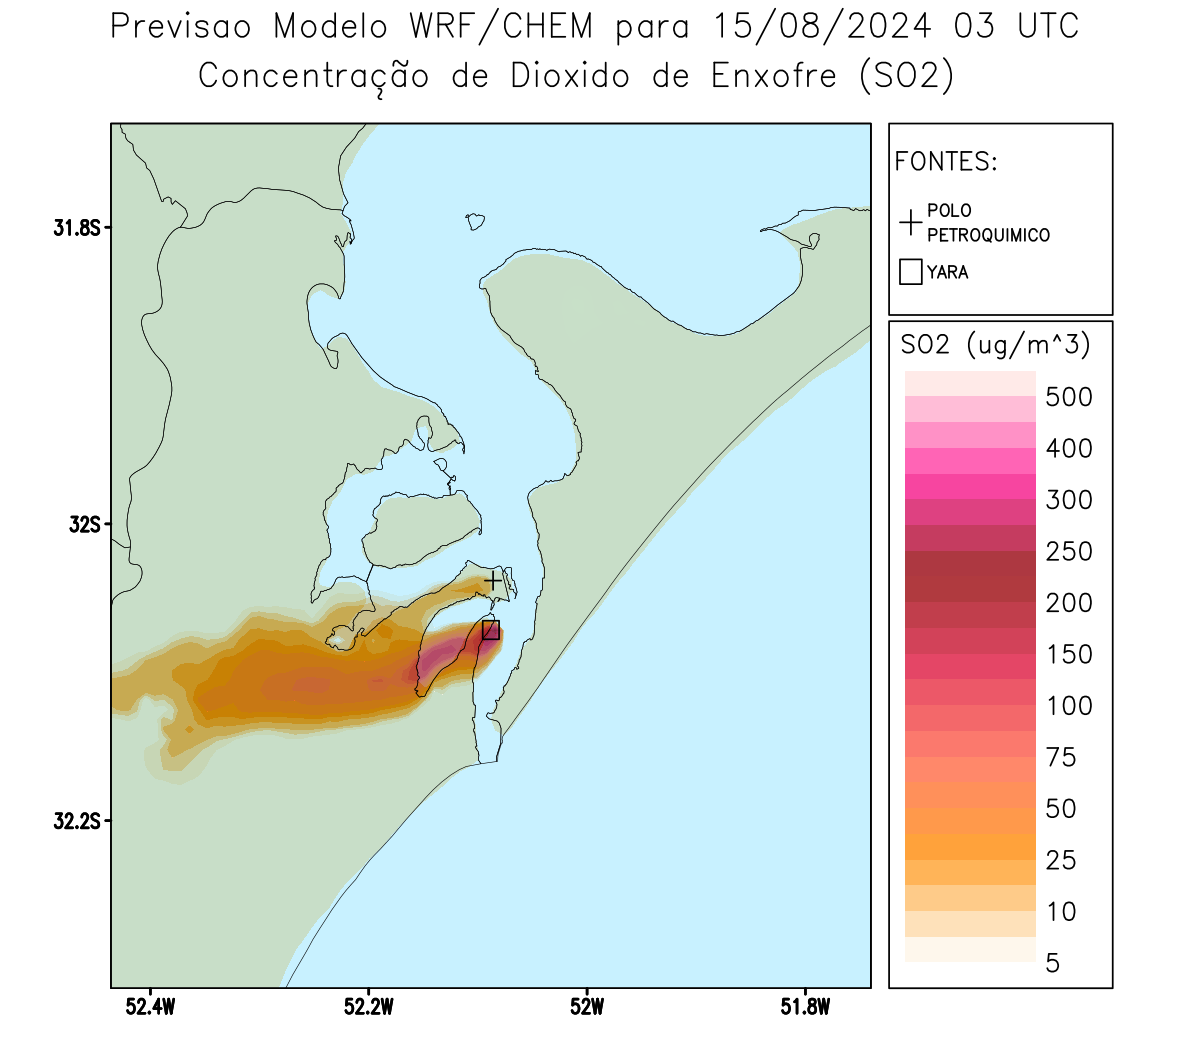 Previsao Modelo WRF/CHEM para 15/08/2024 03 UTC
Concentração de Dioxido de Enxofre (SO2)
FONTES:
POLO
PETROQUIMICO
YARA
SO2 (ug/m^3)
500
400
300
250
200
150
100
75
50
25
10
5
31.8S
32S
32.2S
52.4W
52.2W
52W
51.8W